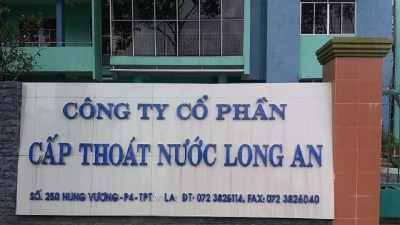 CÔNG TY CỔ PHẦN
CẤP THOÁT NƯỚC LONG AN
SỐ: 250 HÙNG VƯƠNG-P4-TPT LA ĐT: 072 3825114, FAX: 072 3826040